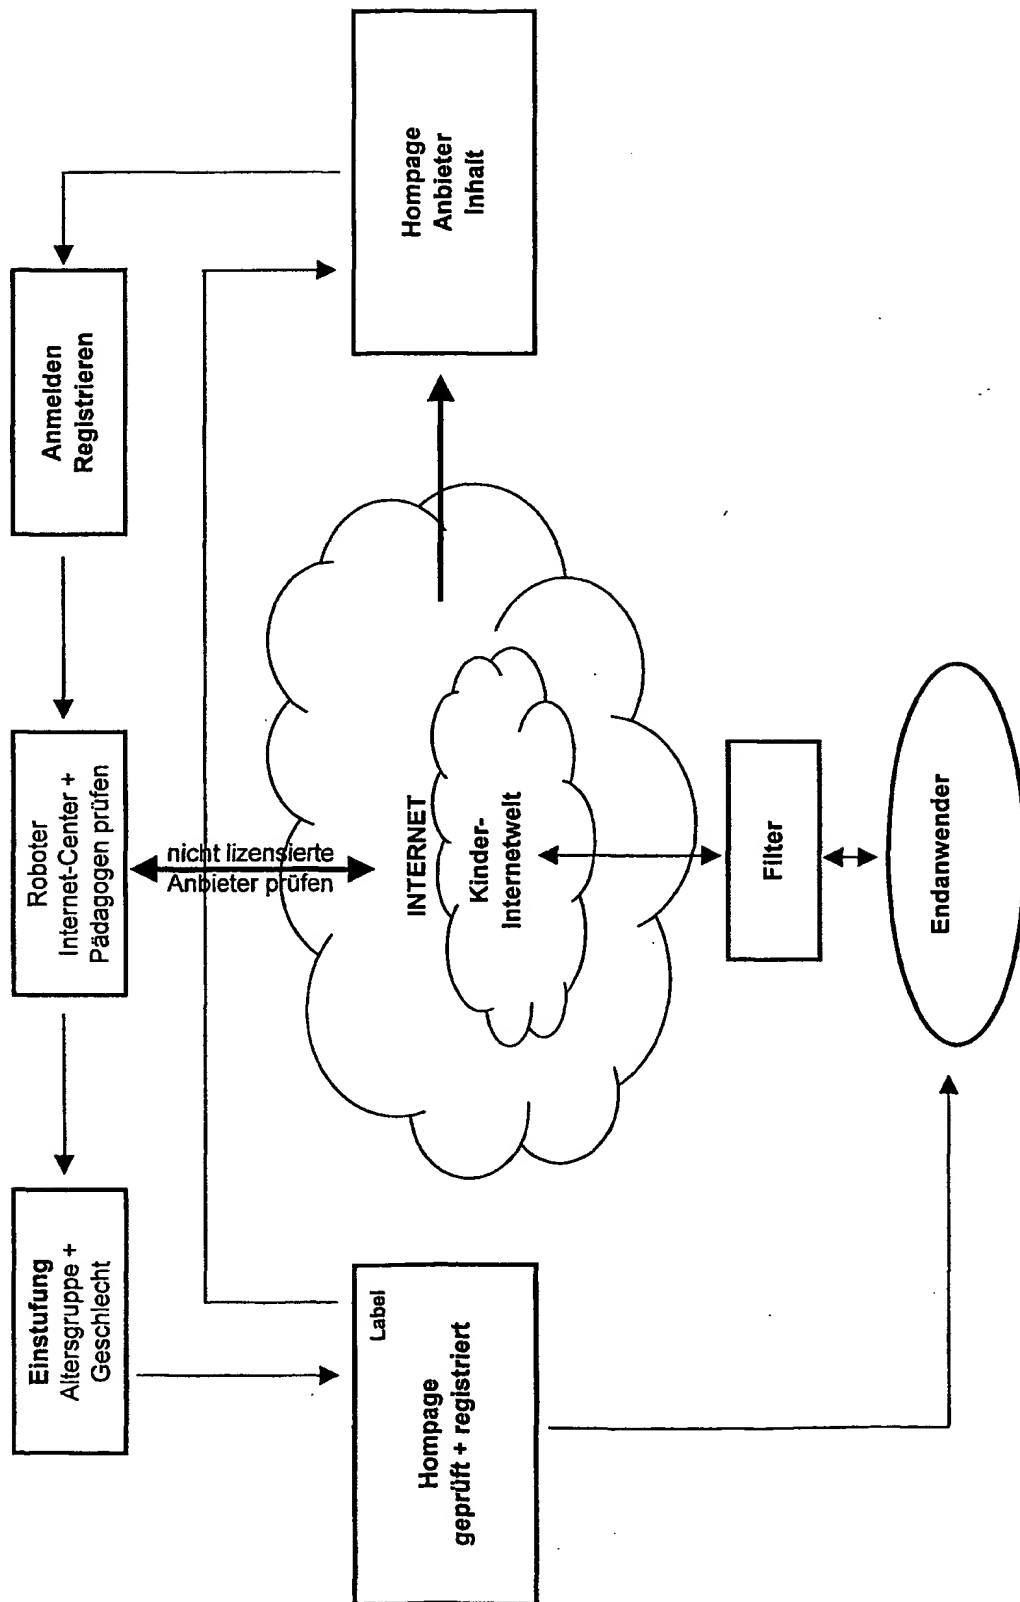 Einstufung
Altersgruppe +
Geschlecht
Roboter
Internet-Center +
Pädagogen prüfen
Anmelden
Registrieren
nicht lizensierte
Anbieter prüfen
Label
Hompage
geprüft + registriert
INTERNET
Kinder-
Internetwelt
Hompage
Anbieter
Inhalt
Filter
Endanwender